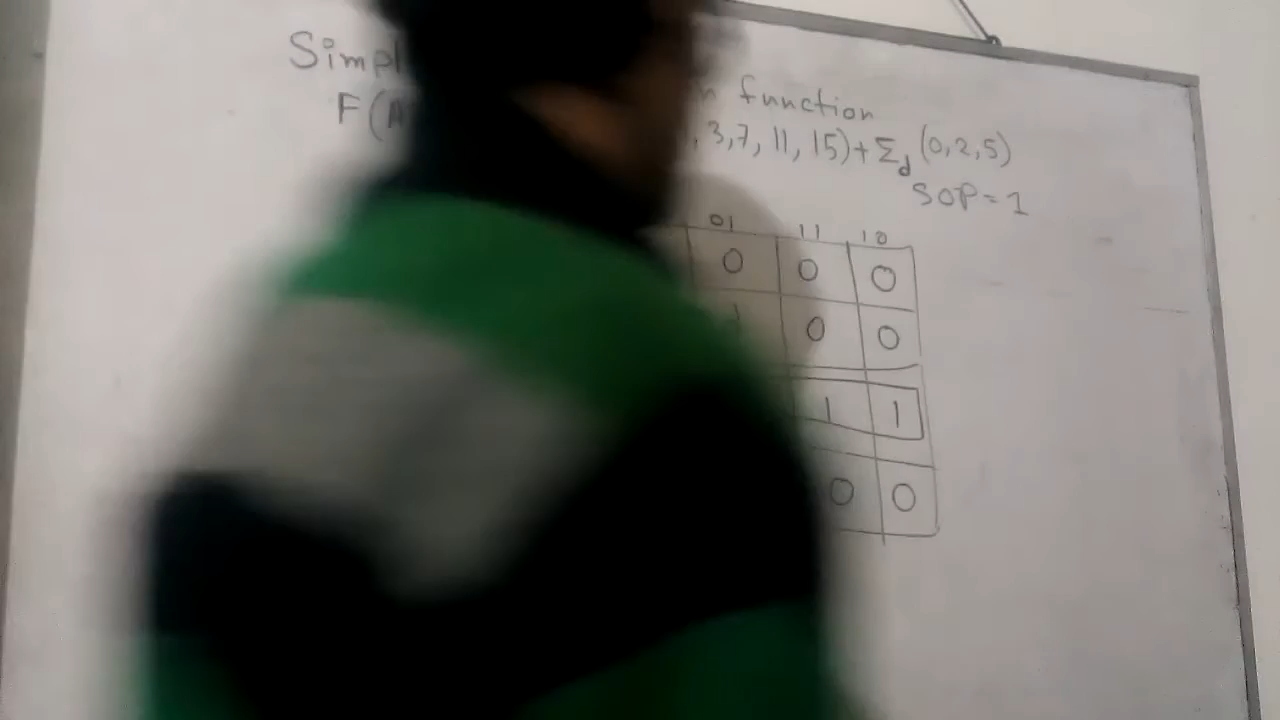 Simpl
F(A
n function
, 3,7, 11, 15)+Σd (0,2,5)
SOP=1
01 11 10
0 0 0
1 0 0
1 1
0 0